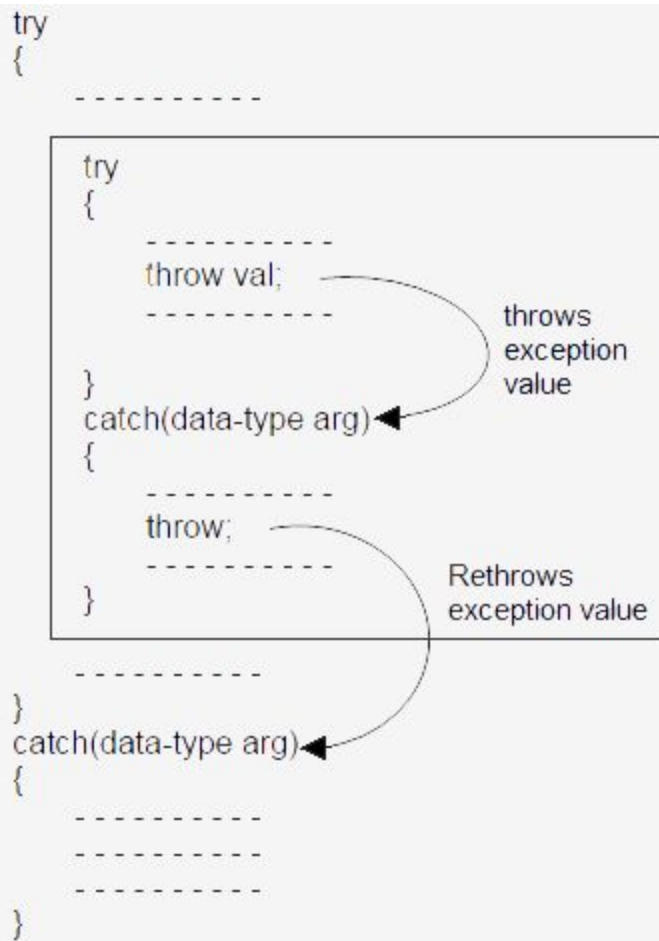 try
{
- - - - - - - - - -
try
{
- - - - - - - - - -
throw val;
- - - - - - - - - -
throws
exception
value
}
catch(data-type arg)
{
- - - - - - - - - -
throw;
- - - - - - - - - -
Rethrows
exception value
}
- - - - - - - - - -
}
catch(data-type arg)
{
- - - - - - - - - -
- - - - - - - - - -
- - - - - - - - - -
}